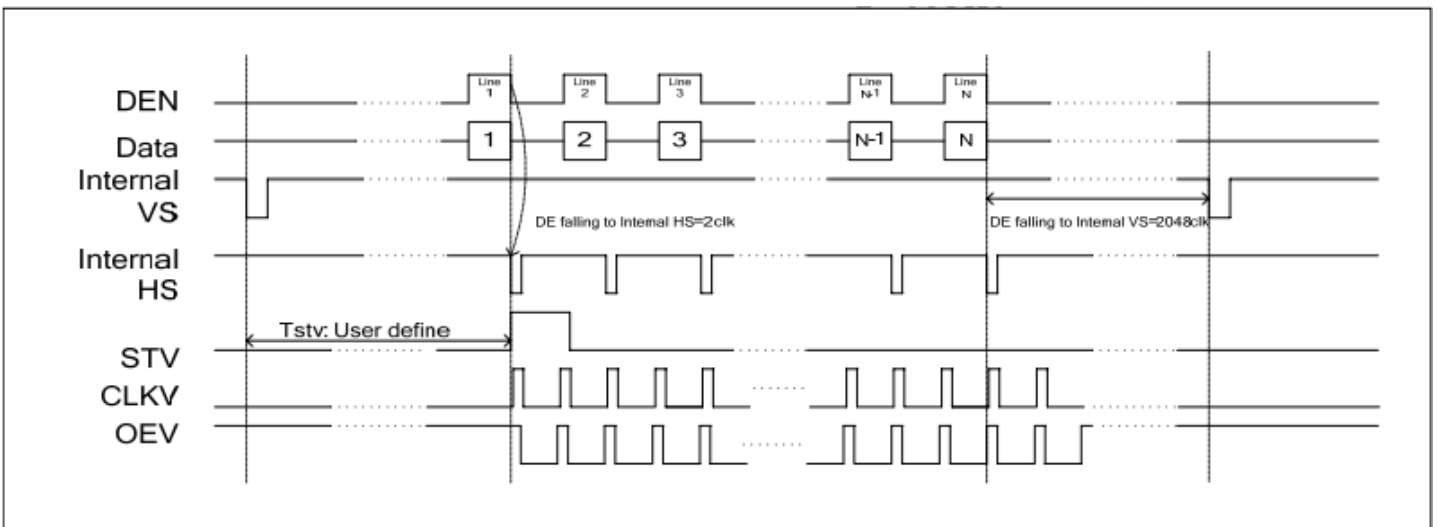 DEN
Line 1
Line 2
Line 3
Line N-1
Line N
Data
1
2
3
N-1
N
Internal VS
DE falling to Internal HS=2clk
DE falling to Internal VS=2048clk
Internal HS
Tstv: User define
STV
CLKV
OEV